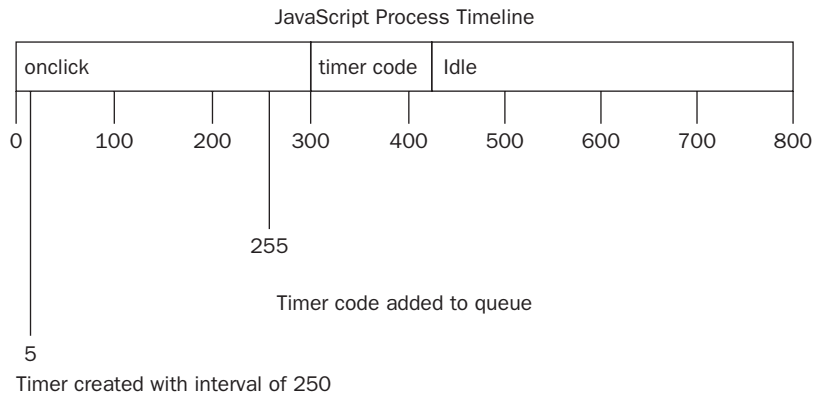 JavaScript Process Timeline
onclick timer code Idle
0 100 200 300 400 500 600 700 800
255
Timer code added to queue
5
Timer created with interval of 250